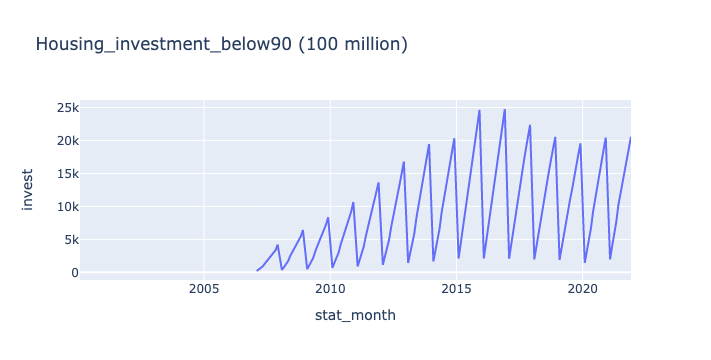 Housing_investment_below90 (100 million)
25k
20k
15k
10k
5k
0
invest
2005 2010 2015 2020
stat_month